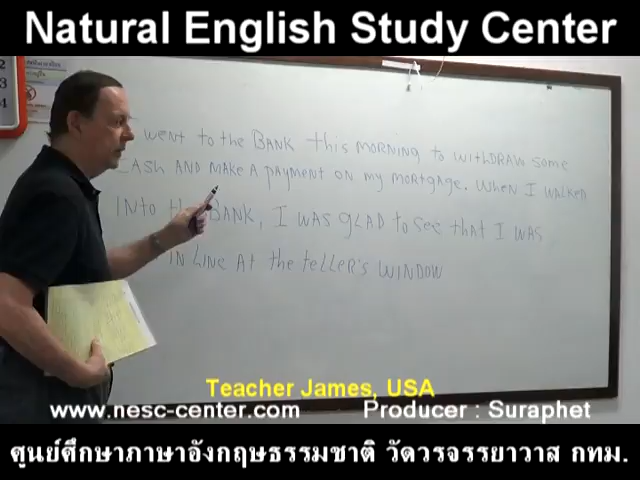 Natural English Study Center
2
3
4
went to the BANK this MORNING to withDRAW some
CAsh AND MAKe A pAyMENT ON my MORtgAge. When I WALKeD
INto the BANK, I WAS GLAD to See that I WAS
IN LiNe At the teLLeR's WINDOW
Teacher James, USA
www.nesc-center.com Producer : Suraphet
ศูนย์ศึกษาภาษาอังกฤษธรรมชาติ วัดวรจรรยาวาส กทม.